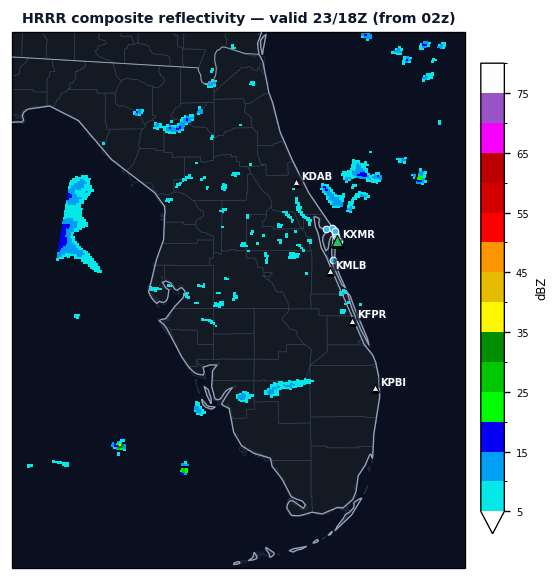 HRRR composite reflectivity — valid 23/18Z (from 02z)
KDAB
KXMR
KMLB
KFPR
KPBI
75
65
55
45
35
25
15
5
dBZ